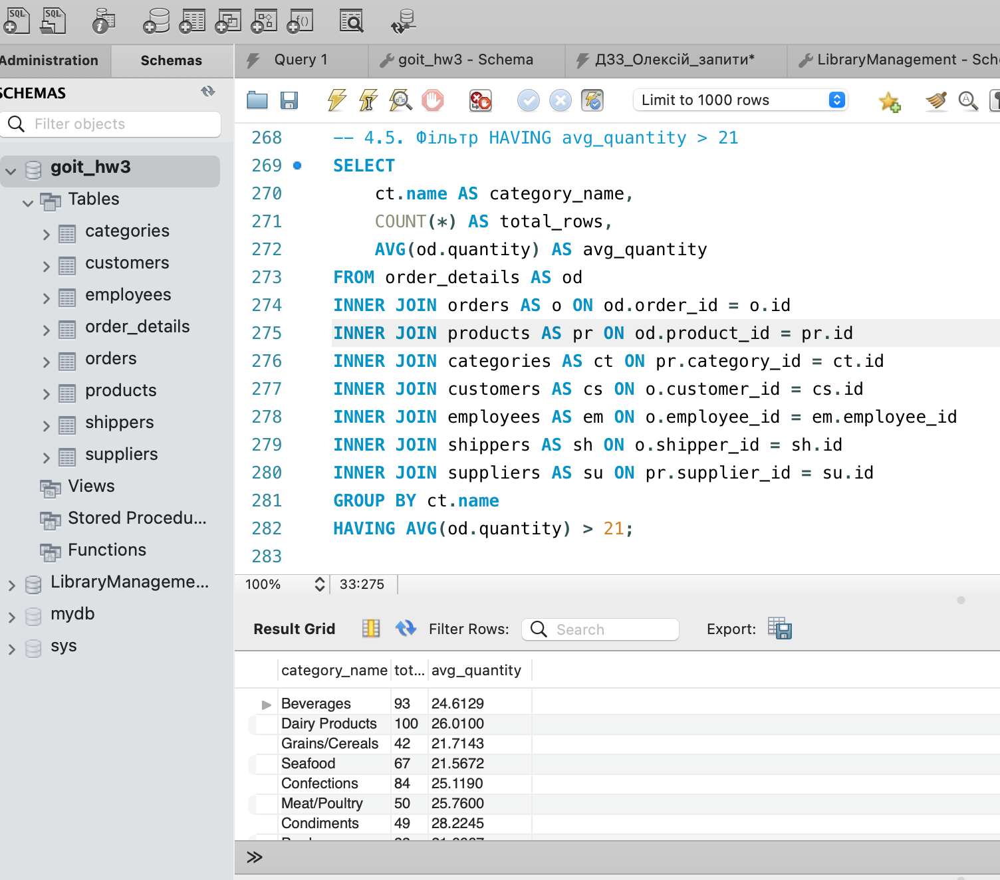 SQL SQL
Administration Schemas
SCHEMAS
Filter objects
goit_hw3
Tables
categories
customers
employees
order_details
orders
products
shippers
suppliers
Views
Stored Procedu...
Functions
LibraryManageme...
mydb
sys
Query 1 goit_hw3 - Schema ДЗ3_Олексій_запити* LibraryManagement - Sche
Limit to 1000 rows
268 -- 4.5. Фільтр HAVING avg_quantity > 21
269 SELECT
270 ct.name AS category_name,
271 COUNT(*) AS total_rows,
272 AVG(od.quantity) AS avg_quantity
273 FROM order_details AS od
274 INNER JOIN orders AS o ON od.order_id = o.id
275 INNER JOIN products AS pr ON od.product_id = pr.id
276 INNER JOIN categories AS ct ON pr.category_id = ct.id
277 INNER JOIN customers AS cs ON o.customer_id = cs.id
278 INNER JOIN employees AS em ON o.employee_id = em.employee_id
279 INNER JOIN shippers AS sh ON o.shipper_id = sh.id
280 INNER JOIN suppliers AS su ON pr.supplier_id = su.id
281 GROUP BY ct.name
282 HAVING AVG(od.quantity) > 21;
283
100% 33:275
Result Grid Filter Rows: Search Export:
category_name tot... avg_quantity
Beverages 93 24.6129
Dairy Products 100 26.0100
Grains/Cereals 42 21.7143
Seafood 67 21.5672
Confections 84 25.1190
Meat/Poultry 50 25.7600
Condiments 49 28.2245